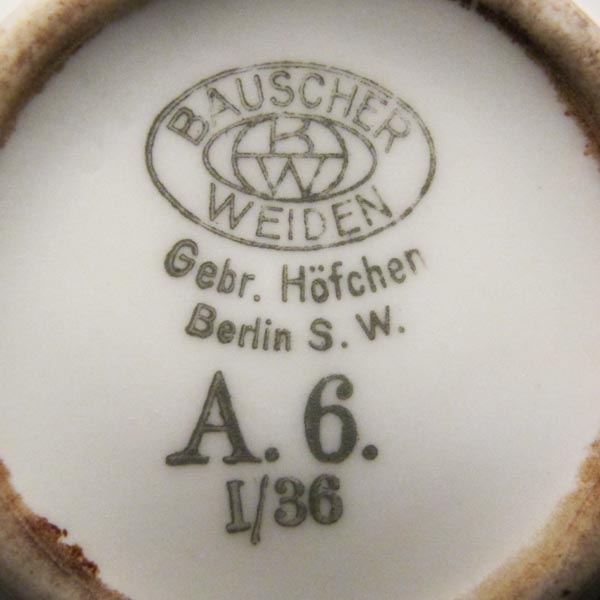 BAUSCHER
B
W
WEIDEN
Gebr. Höfchen
Berlin S. W.
A. 6.
I/36